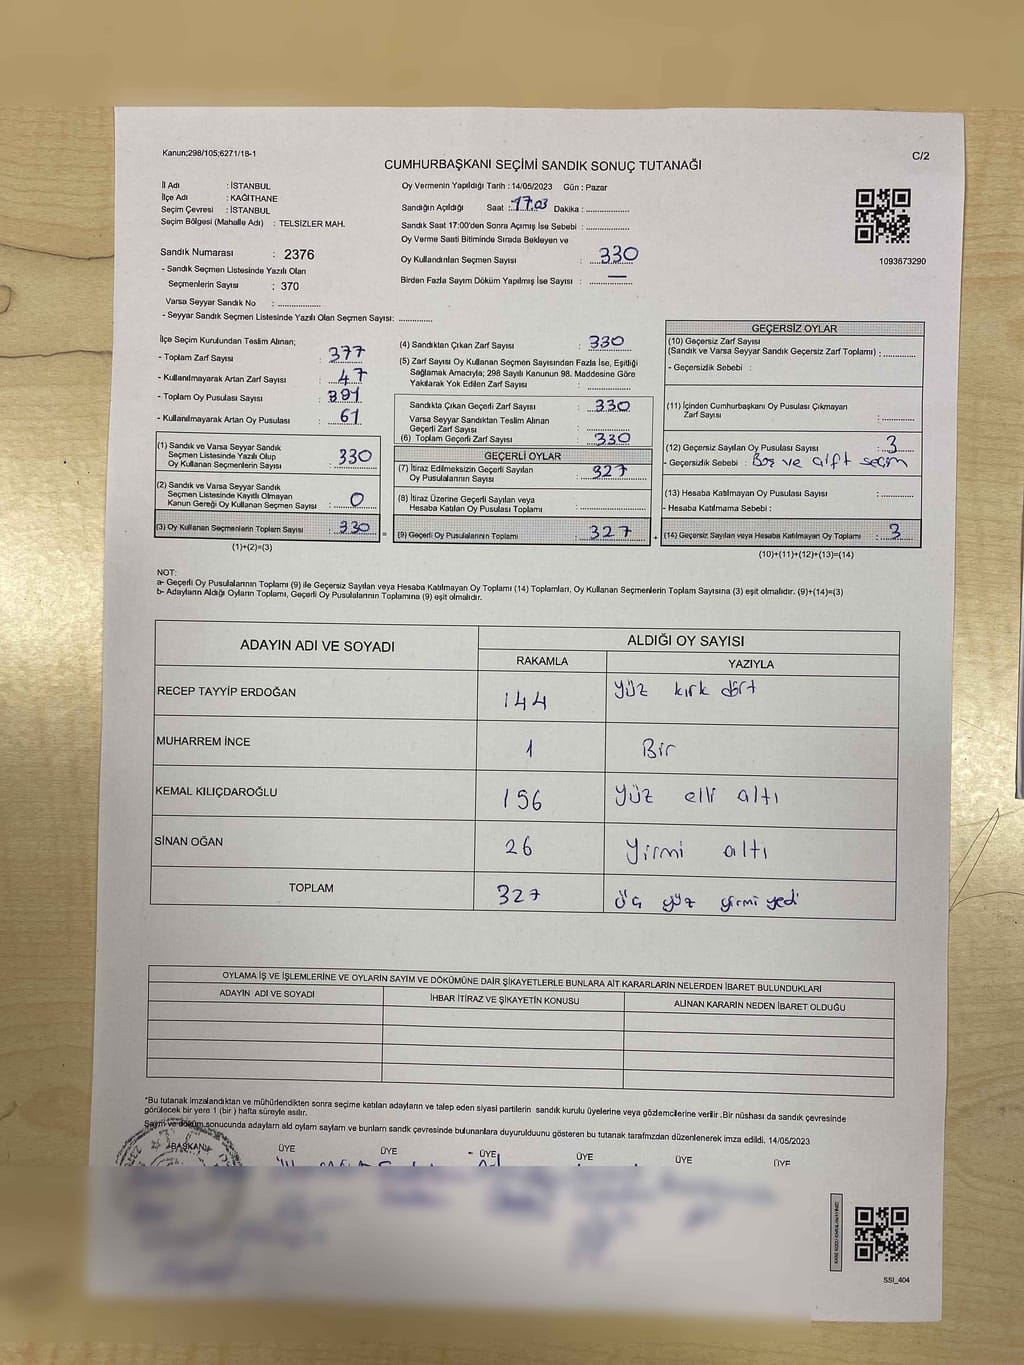 Kanun;298/105;6271/18-1
C/2
CUMHURBAŞKANI SEÇİMİ SANDIK SONUÇ TUTANAĞI
İl Adı : İSTANBUL
İlçe Adı : KAĞITHANE
Seçim Çevresi : İSTANBUL
Seçim Bölgesi (Mahalle Adı) : TELSİZLER MAH.
Oy Vermenin Yapıldığı Tarih : 14/05/2023 Gün : Pazar
Sandığın Açıldığı Saat : 17.03 Dakika : ..................
Sandık Saat 17:00'den Sonra Açımış İse Sebebi : ..................
Oy Verme Saati Bitiminde Sırada Bekleyen ve
Oy Kullandırılan Seçmen Sayısı : 330
Birden Fazla Sayım Döküm Yapılmış İse Sayısı : —
1093673290
Sandık Numarası : 2376
- Sandık Seçmen Listesinde Yazılı Olan
Seçmenlerin Sayısı : 370
Varsa Seyyar Sandık No : ..................
- Seyyar Sandık Seçmen Listesinde Yazılı Olan Seçmen Sayısı: ..............
İlçe Seçim Kurulundan Teslim Alınan;
- Toplam Zarf Sayısı : 377
- Kullanılmayarak Artan Zarf Sayısı : 47
- Toplam Oy Pusulası Sayısı : 391
- Kullanılmayarak Artan Oy Pusulası : 61
(1) Sandık ve Varsa Seyyar Sandık
Seçmen Listesinde Yazılı Olup
Oy Kullanan Seçmenlerin Sayısı : 330
(2) Sandık ve Varsa Seyyar Sandık
Seçmen Listesinde Kayıtlı Olmayan
Kanun Gereği Oy Kullanan Seçmen Sayısı : 0
(3) Oy Kullanan Seçmenlerin Toplam Sayısı : 330
(1)+(2)=(3)
=
(4) Sandıktan Çıkan Zarf Sayısı : 330
(5) Zarf Sayısı Oy Kullanan Seçmen Sayısından Fazla İse, Eşitliği
Sağlamak Amacıyla; 298 Sayılı Kanunun 98. Maddesine Göre
Yakılarak Yok Edilen Zarf Sayısı : ..................
Sandıkta Çıkan Geçerli Zarf Sayısı : 330
Varsa Seyyar Sandıktan Teslim Alınan
Geçerli Zarf Sayısı : ..................
(6) Toplam Geçerli Zarf Sayısı : 330
GEÇERLİ OYLAR
(7) İtiraz Edilmeksizin Geçerli Sayılan
Oy Pusulalarının Sayısı : 327
(8) İtiraz Üzerine Geçerli Sayılan veya
Hesaba Katılan Oy Pusulası Toplamı : ..................
(9) Geçerli Oy Pusulalarının Toplamı : 327
+
GEÇERSİZ OYLAR
(10) Geçersiz Zarf Sayısı
(Sandık ve Varsa Seyyar Sandık Geçersiz Zarf Toplamı) : .............
- Geçersizlik Sebebi :
(11) İçinden Cumhurbaşkanı Oy Pusulası Çıkmayan
Zarf Sayısı : .............
(12) Geçersiz Sayılan Oy Pusulası Sayısı : 3
- Geçersizlik Sebebi : Boş ve çift seçim
(13) Hesaba Katılmayan Oy Pusulası Sayısı : .............
- Hesaba Katılmama Sebebi :
(14) Geçersiz Sayılan veya Hesaba Katılmayan Oy Toplamı : 3
(10)+(11)+(12)+(13)=(14)
NOT:
a- Geçerli Oy Pusulalarının Toplamı (9) ile Geçersiz Sayılan veya Hesaba Katılmayan Oy Toplamı (14) Toplamları, Oy Kullanan Seçmenlerin Toplam Sayısına (3) eşit olmalıdır. (9)+(14)=(3)
b- Adayların Aldığı Oyların Toplamı, Geçerli Oy Pusulalarının Toplamına (9) eşit olmalıdır.
ADAYIN ADI VE SOYADI
ALDIĞI OY SAYISI
RAKAMLA YAZIYLA
RECEP TAYYİP ERDOĞAN 144 yüz kırk dört
MUHARREM İNCE 1 Bir
KEMAL KILIÇDAROĞLU 156 yüz elli altı
SİNAN OĞAN 26 yirmi altı
TOPLAM 327 üç yüz yirmi yedi
OYLAMA İŞ VE İŞLEMLERİNE VE OYLARIN SAYIM VE DÖKÜMÜNE DAİR ŞİKAYETLERLE BUNLARA AİT KARARLARIN NELERDEN İBARET BULUNDUKLARI
ADAYIN ADI VE SOYADI İHBAR İTİRAZ VE ŞİKAYETİN KONUSU ALINAN KARARIN NEDEN İBARET OLDUĞU
*Bu tutanak imzalandıktan ve mühürlendikten sonra seçime katılan adayların ve talep eden siyasi partilerin sandık kurulu üyelerine veya gözlemcilerine verilir .Bir nüshası da sandık çevresinde
görülecek bir yere 1 (bir ) hafta süreyle asılır.
Sayım ve döküm sonucunda adayların ald oyların sayların ve bunların sandk çevresinde bulunanlara duyurulduunu gösteren bu tutanak tarafmzdan düzenlenerek imza edildi. 14/05/2023
BAŞKAN ÜYE ÜYE ÜYE ÜYE ÜYE ÜYE
SSI_404